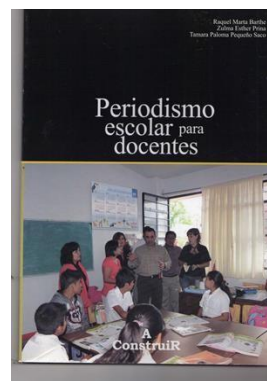 Raquel Marta Barthe
Zulma Esther Prina
Tamara Paloma Pequeño Saco
Periodismo
escolar para
docentes
A
ConstruiR